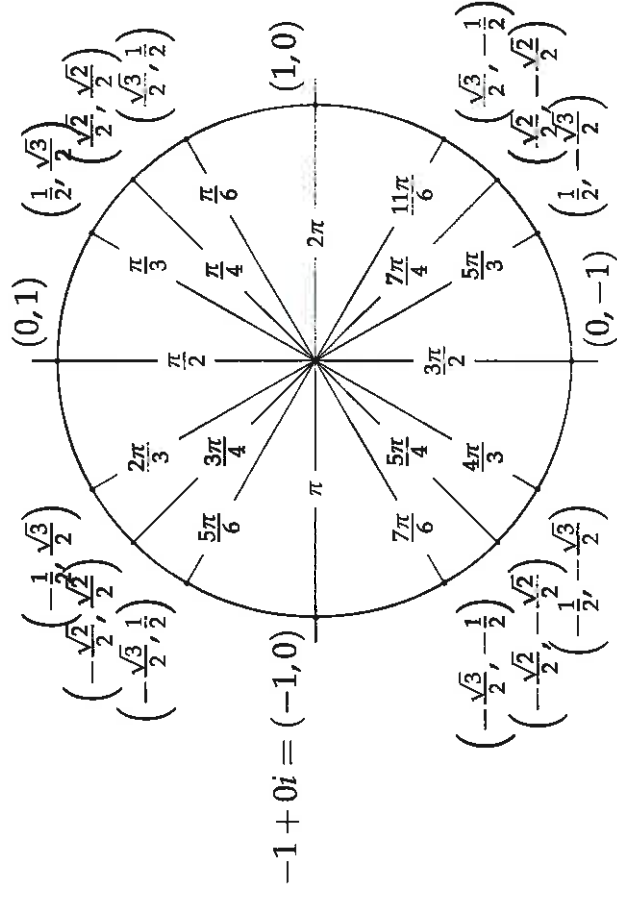 (0, 1)
(1/2, √3/2)
(√2/2, √2/2)
(√3/2, 1/2)
(1, 0)
(√3/2, −1/2)
(√2/2, −√2/2)
(1/2, −√3/2)
(0, −1)
(−1/2, −√3/2)
(−√2/2, −√2/2)
(−√3/2, −1/2)
−1 + 0i = (−1, 0)
(−√3/2, 1/2)
(−√2/2, √2/2)
(−1/2, √3/2)
π/2
π/3
π/4
π/6
2π
11π/6
7π/4
5π/3
3π/2
4π/3
5π/4
7π/6
π
5π/6
3π/4
2π/3